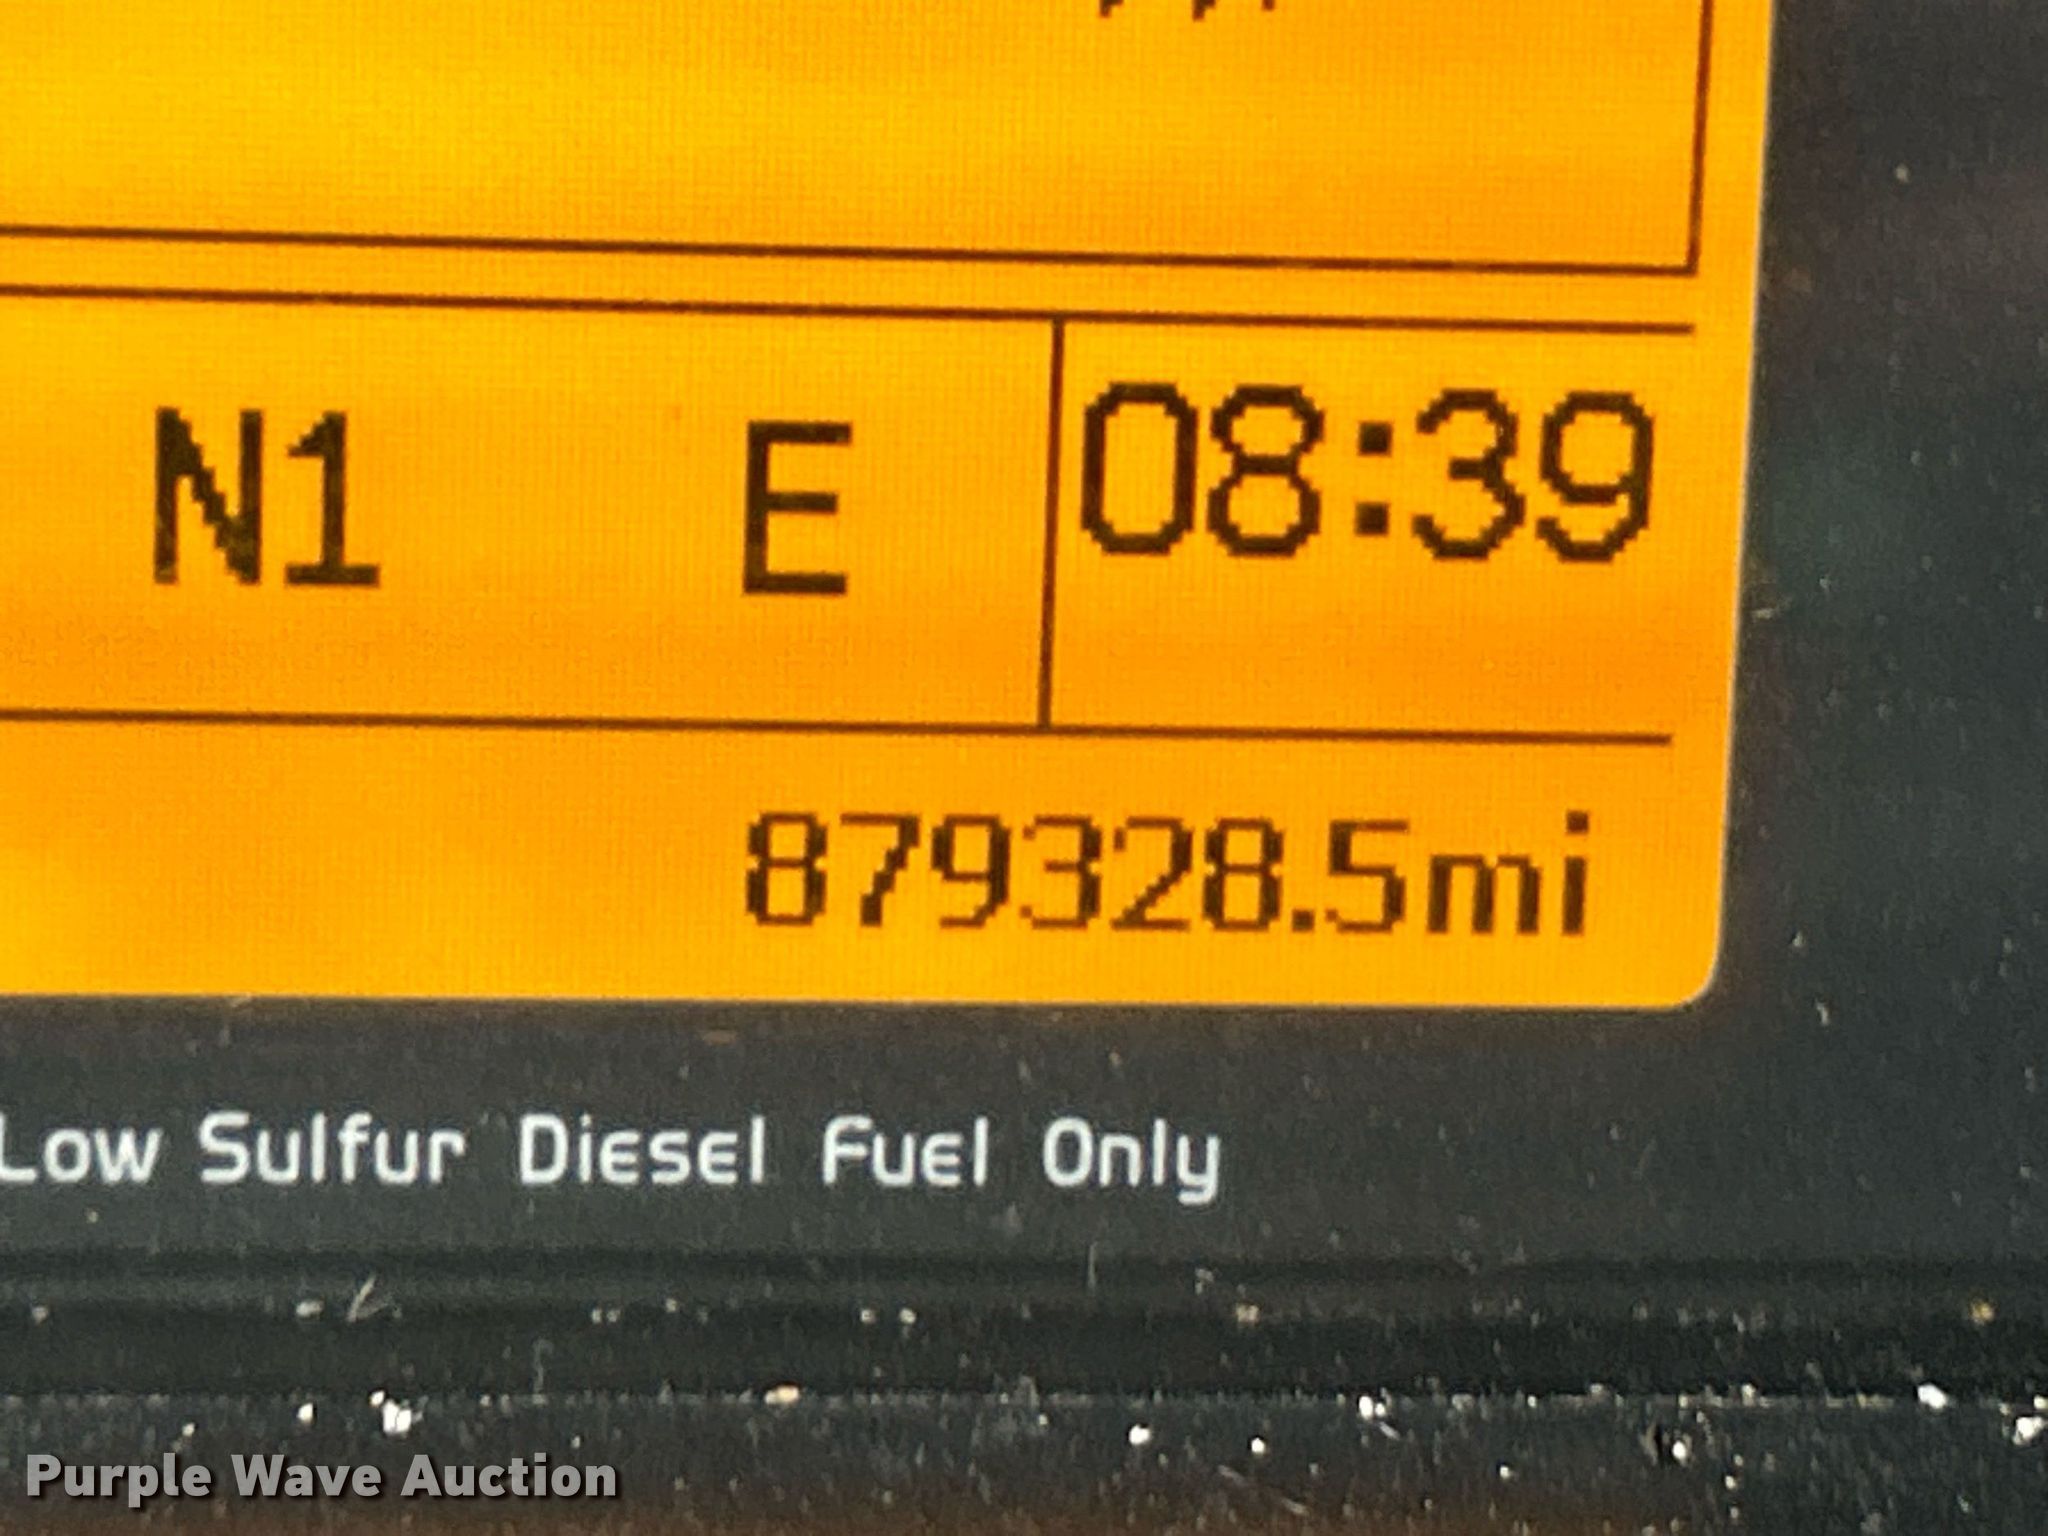 N1 E 08:39
879328.5mi
Low Sulfur Diesel Fuel Only
Purple Wave Auction